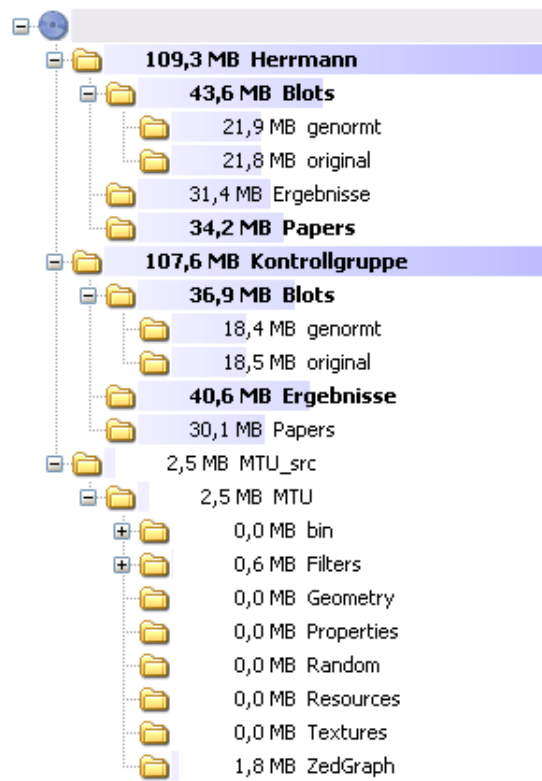 109,3 MB Herrmann
43,6 MB Blots
21,9 MB genormt
21,8 MB original
31,4 MB Ergebnisse
34,2 MB Papers
107,6 MB Kontrollgruppe
36,9 MB Blots
18,4 MB genormt
18,5 MB original
40,6 MB Ergebnisse
30,1 MB Papers
2,5 MB MTU_src
2,5 MB MTU
0,0 MB bin
0,6 MB Filters
0,0 MB Geometry
0,0 MB Properties
0,0 MB Random
0,0 MB Resources
0,0 MB Textures
1,8 MB ZedGraph